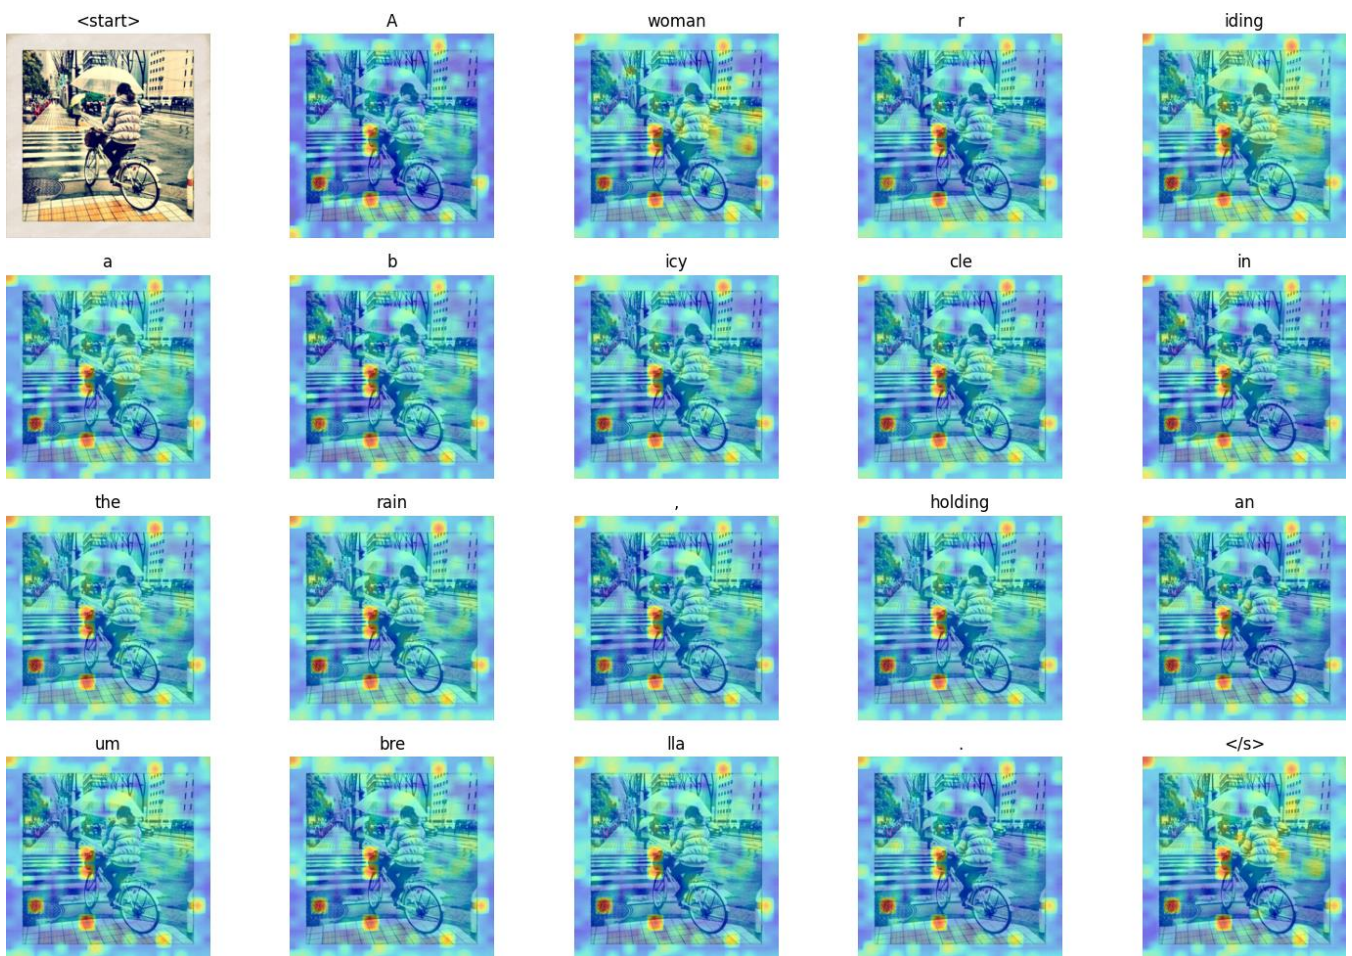 <start> A woman r iding
a b icy cle in
the rain , holding an
um bre lla . </s>